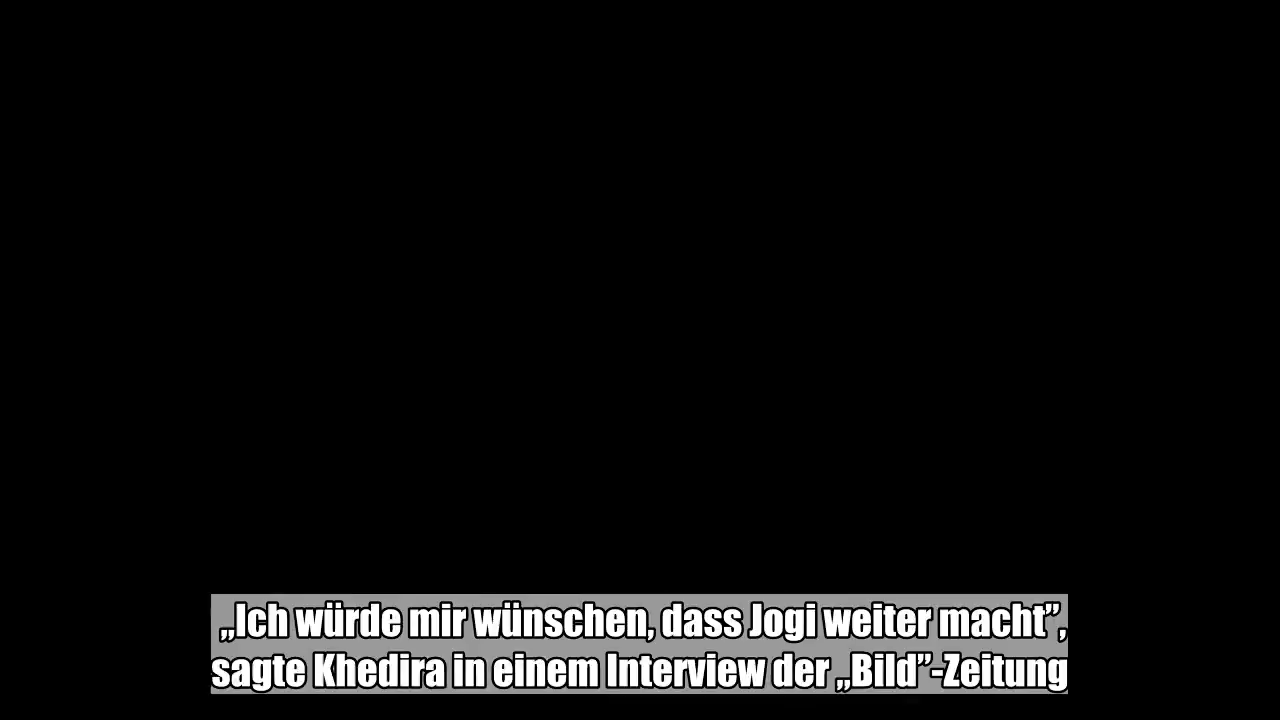 „Ich würde mir wünschen, dass Jogi weiter macht”,
sagte Khedira in einem Interview der „Bild”-Zeitung